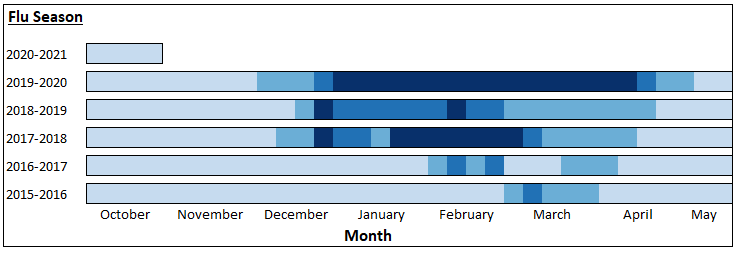 Flu Season
2020-2021
2019-2020
2018-2019
2017-2018
2016-2017
2015-2016
October November December January February March April May
Month